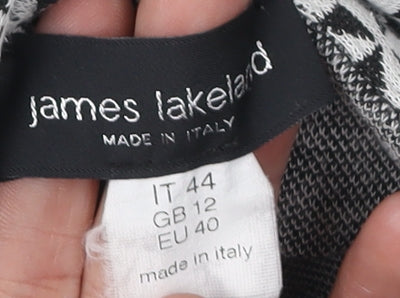 james lakeland
MADE IN ITALY
IT 44
GB 12
EU 40
made in italy